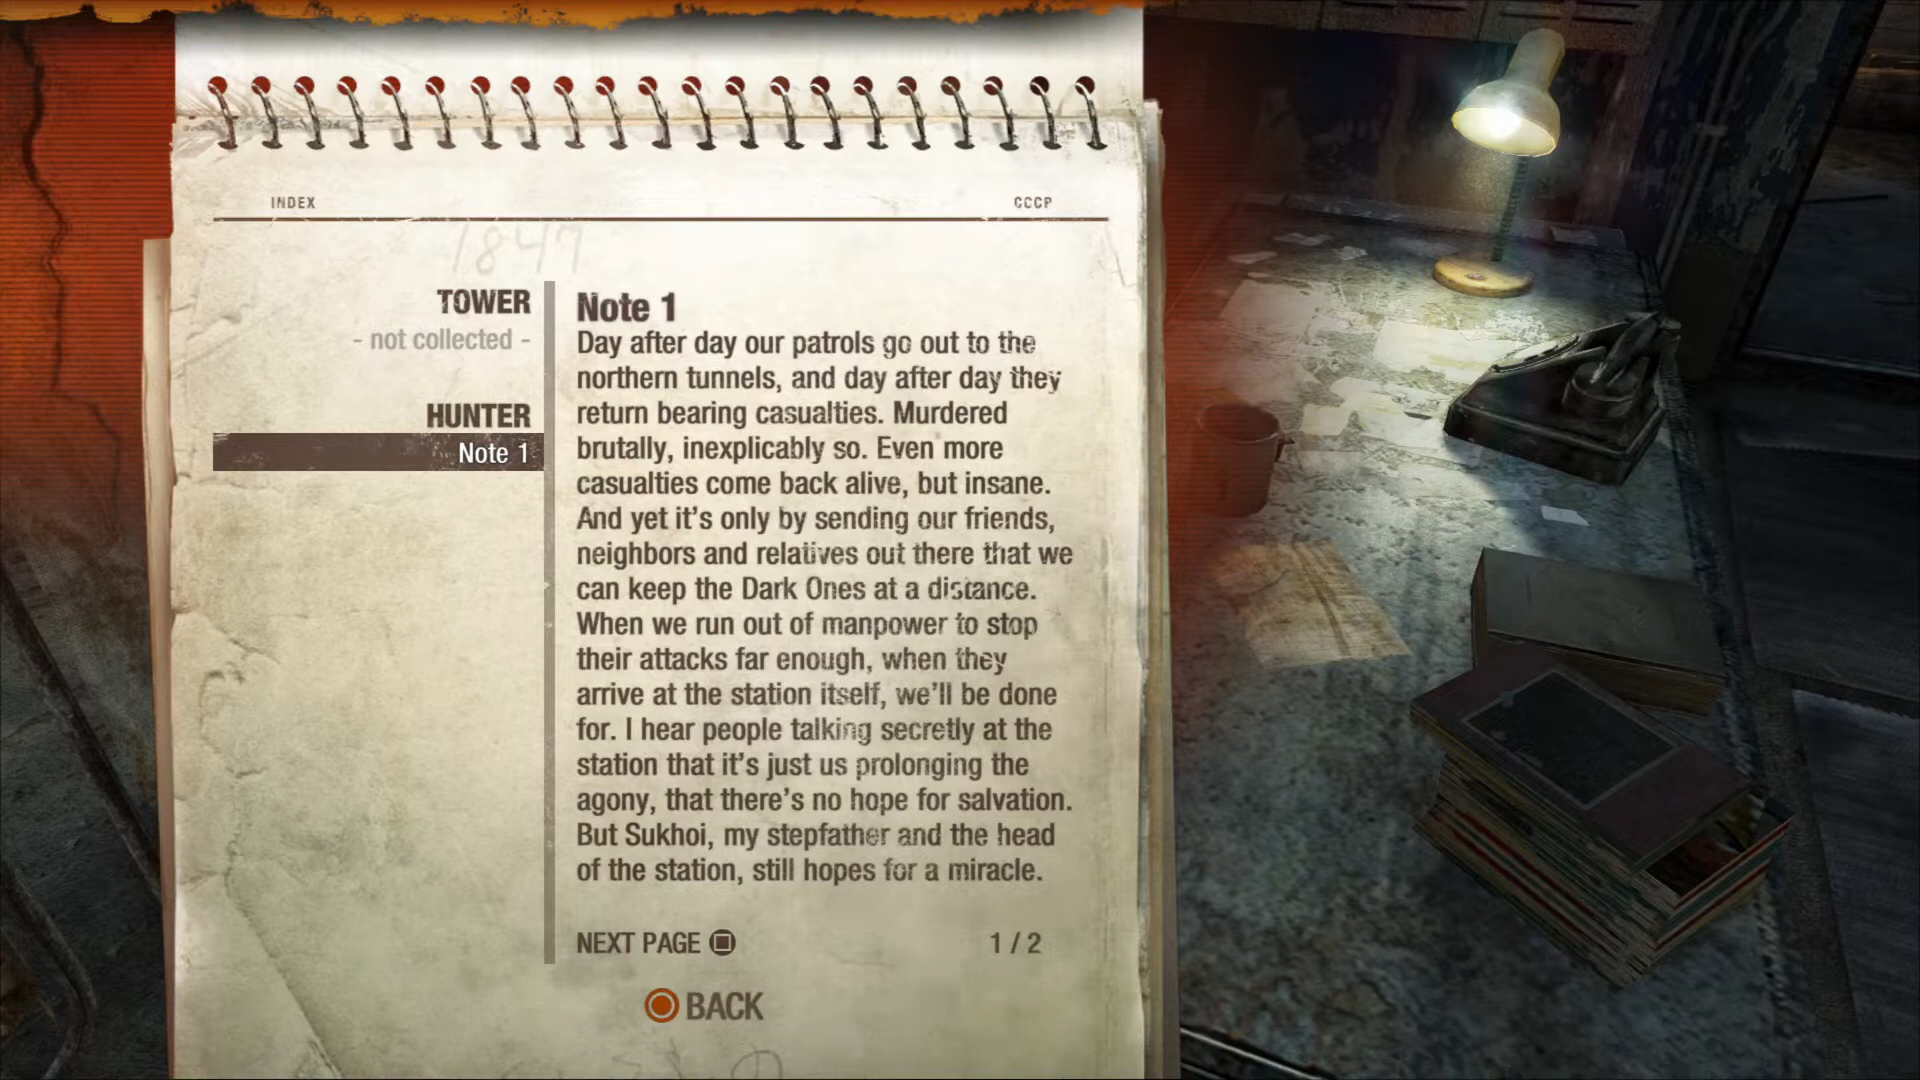 INDEX
CCCP
1847
TOWER
- not collected -
HUNTER
Note 1
Note 1
Day after day our patrols go out to the
northern tunnels, and day after day they
return bearing casualties. Murdered
brutally, inexplicably so. Even more
casualties come back alive, but insane.
And yet it's only by sending our friends,
neighbors and relatives out there that we
can keep the Dark Ones at a distance.
When we run out of manpower to stop
their attacks far enough, when they
arrive at the station itself, we'll be done
for. I hear people talking secretly at the
station that it's just us prolonging the
agony, that there's no hope for salvation.
But Sukhoi, my stepfather and the head
of the station, still hopes for a miracle.
NEXT PAGE
1 / 2
BACK